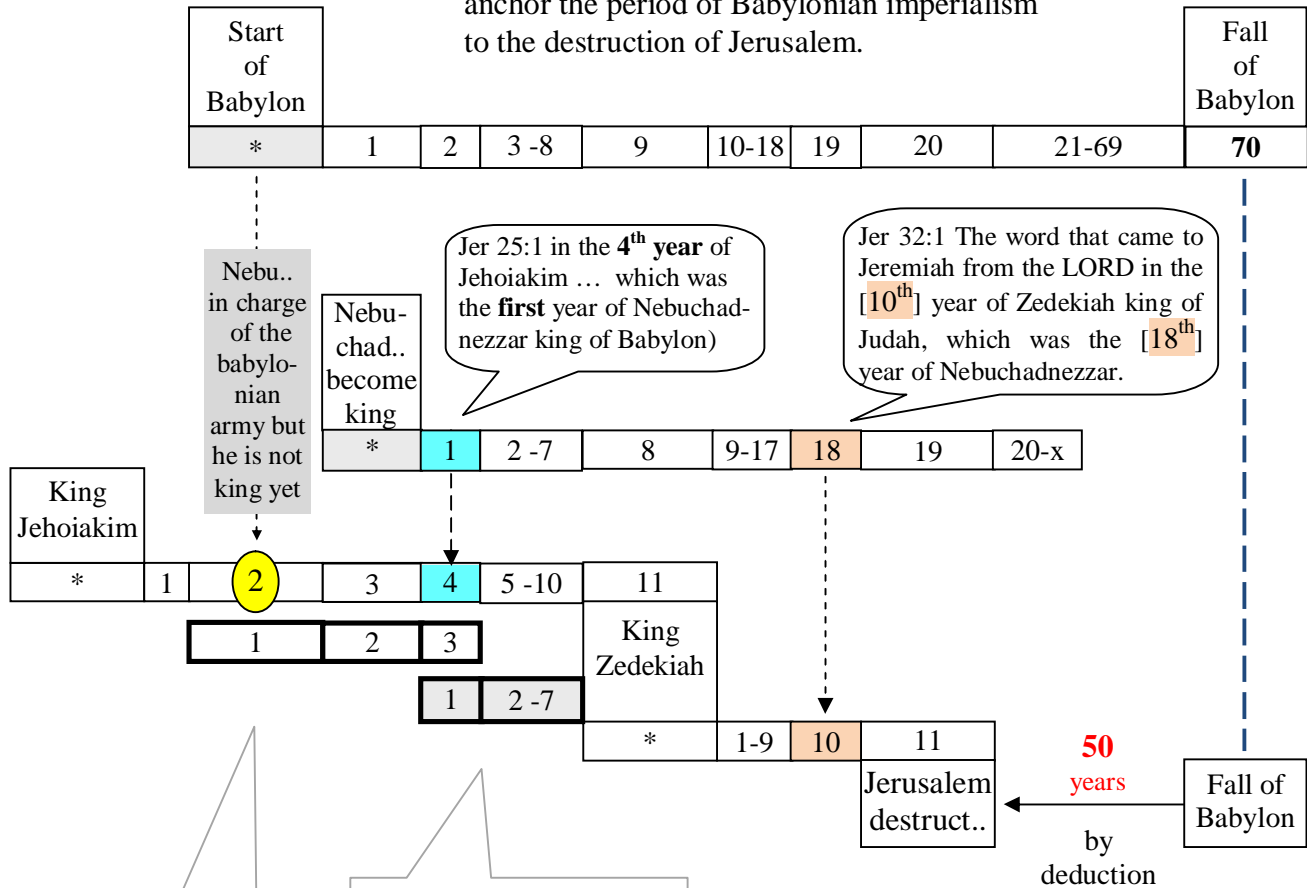 anchor the period of Babylonian imperialism
to the destruction of Jerusalem.
Start
of
Babylon
Fall
of
Babylon
* 1 2 3 -8 9 10-18 19 20 21-69 70
Nebu..
in charge
of the
babylo-
nian
army but
he is not
king yet
Nebu-
chad..
become
king
Jer 25:1 in the 4th year of
Jehoiakim … which was
the first year of Nebuchad-
nezzar king of Babylon)
Jer 32:1 The word that came to
Jeremiah from the LORD in the
[10th] year of Zedekiah king of
Judah, which was the [18th]
year of Nebuchadnezzar.
* 1 2 -7 8 9-17 18 19 20-x
King
Jehoiakim
* 1 2 3 4 5 -10 11
1 2 3
King
Zedekiah
1 2 -7
* 1-9 10 11
Jerusalem
destruct..
50
years
by
deduction
Fall of
Babylon